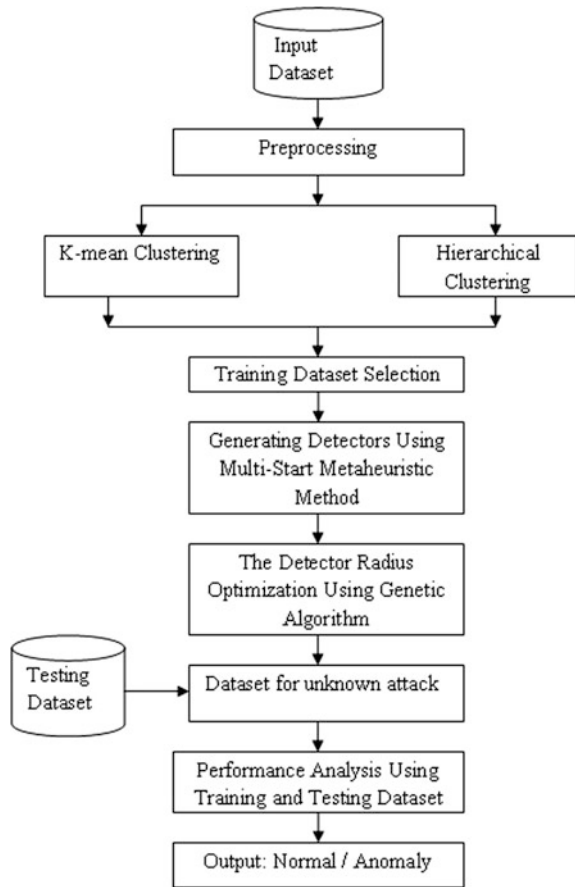 Input
Dataset
Preprocessing
K-mean Clustering
Hierarchical
Clustering
Training Dataset Selection
Generating Detectors Using
Multi-Start Metaheuristic
Method
The Detector Radius
Optimization Using Genetic
Algorithm
Testing
Dataset
Dataset for unknown attack
Performance Analysis Using
Training and Testing Dataset
Output: Normal / Anomaly